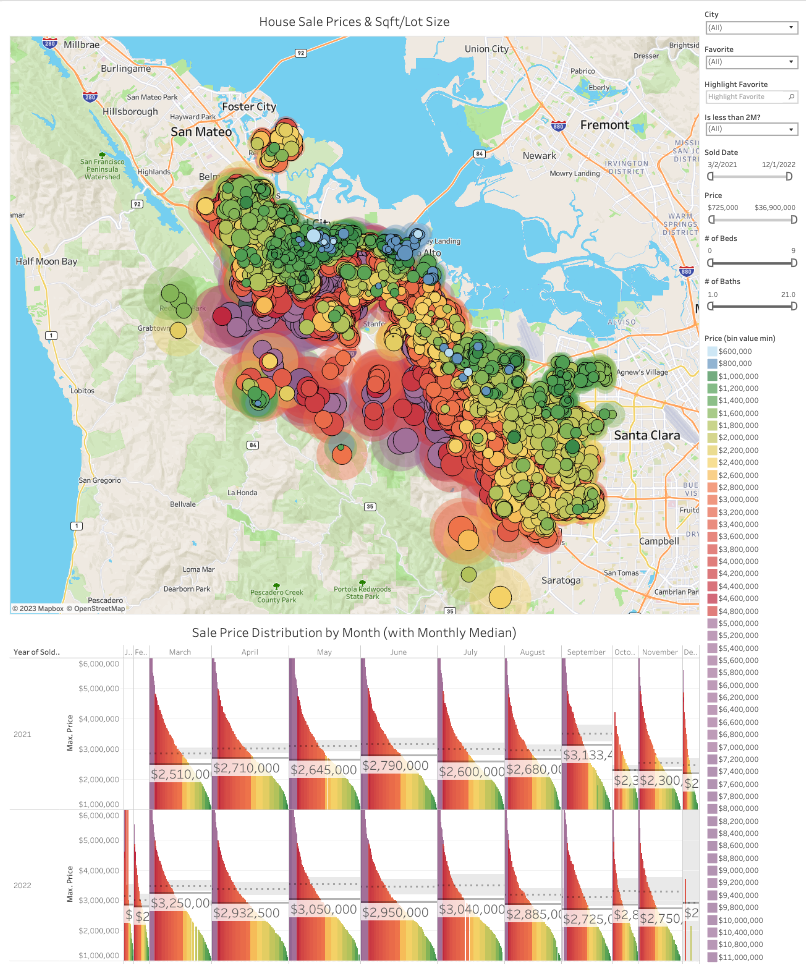 House Sale Prices & Sqft/Lot Size
280
Millbrae
92
Union City
Brightsid
Dresser
Burlingame
Pabrico
280
San Mateo Park
Eberly
Hillsborough
Hayward Park
Foster City
San Mateo
880
Fremont
84
Newark
IRVINGTON
DISTRICT
San Francisco
Peninsula
Watershed
Highlands
Mowry Landing
92
WARM
SPRINGS
DISTRICT
Half Moon Bay
Alto
880
1
Grabtown
Agnew's Village
Lobitos
Santa Clara
84
San Gregorio
La Honda
35
Bellvale
1
Campbell
Loma Mar
Saratoga
San Tomas
Dearborn Park
Pescadero Creek
County Park
Portola Redwoods
State Park
Cambrian Par
Pescadero
35
© 2023 Mapbox © OpenStreetMap
City
(All)
Favorite
(All)
Highlight Favorite
Highlight Favorite
Is less than 2M?
(All)
Sold Date
3/2/2021 12/1/2022
Price
$725,000 $36,900,000
# of Beds
0 9
# of Baths
1.0 21.0
Price (bin value min)
$600,000
$800,000
$1,000,000
$1,200,000
$1,400,000
$1,600,000
$1,800,000
$2,000,000
$2,200,000
$2,400,000
$2,600,000
$2,800,000
$3,000,000
$3,200,000
$3,400,000
$3,600,000
$3,800,000
$4,000,000
$4,200,000
$4,400,000
$4,600,000
$4,800,000
$5,000,000
$5,200,000
$5,400,000
$5,600,000
$5,800,000
$6,000,000
$6,200,000
$6,400,000
$6,600,000
$6,800,000
$7,000,000
$7,200,000
$7,400,000
$7,600,000
$7,800,000
$8,000,000
$8,200,000
$8,400,000
$8,600,000
$8,800,000
$9,000,000
$9,200,000
$9,400,000
$9,800,000
$10,000,000
$10,400,000
$10,800,000
$11,000,000
Sale Price Distribution by Month (with Monthly Median)
Year of Sold.. J.. Fe.. March April May June July August September Octo.. November De..
2021
Max. Price
$6,000,000
$5,000,000
$4,000,000
$3,000,000
$2,000,000
$1,000,000
$2,510,00 $2,710,000 $2,645,000 $2,790,000 $2,600,000 $2,680,0 $3,133,4 $2,3 $2,300, $2
2022
Max. Price
$6,000,000
$5,000,000
$4,000,000
$3,000,000
$2,000,000
$1,000,000
$ $2 $3,250,00 $2,932,500 $3,050,000 $2,950,000 $3,040,000 $2,885,0 $2,725,0 $2,8 $2,750, $2